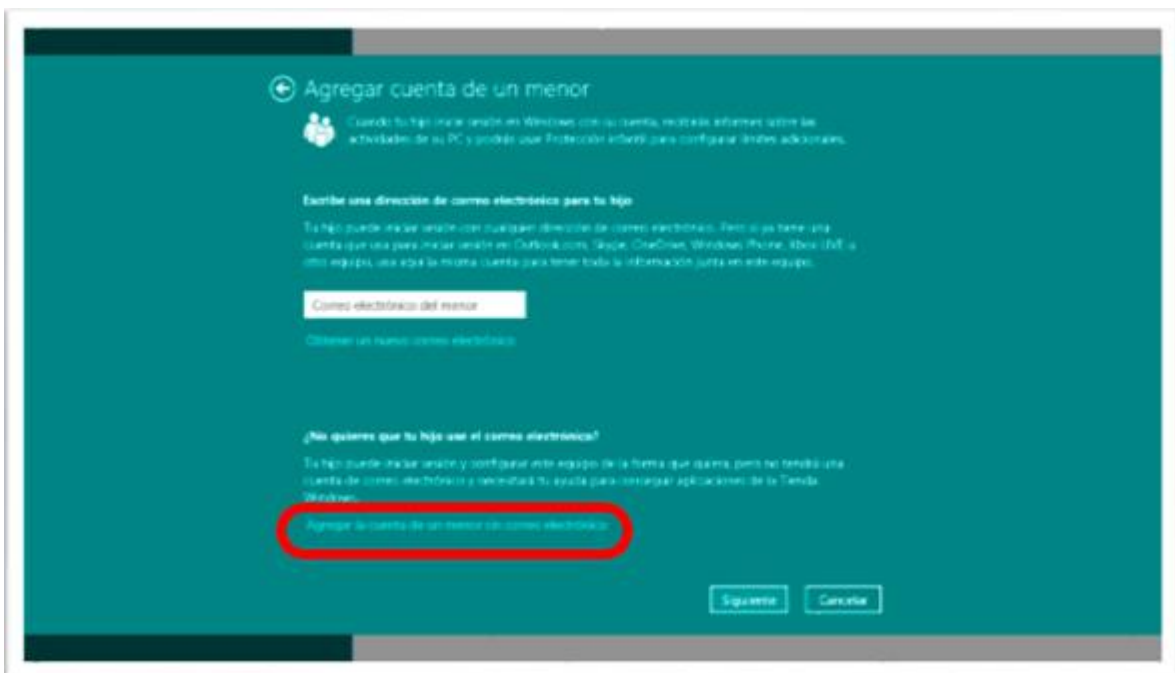 Agregar cuenta de un menor
Cuando tu hijo inicie sesión en Windows con su cuenta, recibirás informes sobre las
actividades de su PC y podrás usar Protección infantil para configurar límites adicionales.
Escribe una dirección de correo electrónico para tu hijo
Tu hijo puede iniciar sesión con cualquier dirección de correo electrónico. Pero si ya tiene una
cuenta que usa para iniciar sesión en Outlook.com, Skype, OneDrive, Windows Phone, Xbox LIVE u
otro equipo, usa aquí la misma cuenta para tener toda la información junta en este equipo.
Correo electrónico del menor
Obtener un nuevo correo electrónico
¿No quieres que tu hijo use el correo electrónico?
Tu hijo puede iniciar sesión y configurar este equipo de la forma que quiera, pero no tendrá una
cuenta de correo electrónico y necesitará tu ayuda para conseguir aplicaciones de la Tienda
Windows.
Agregar la cuenta de un menor sin correo electrónico
Siguiente
Cancelar